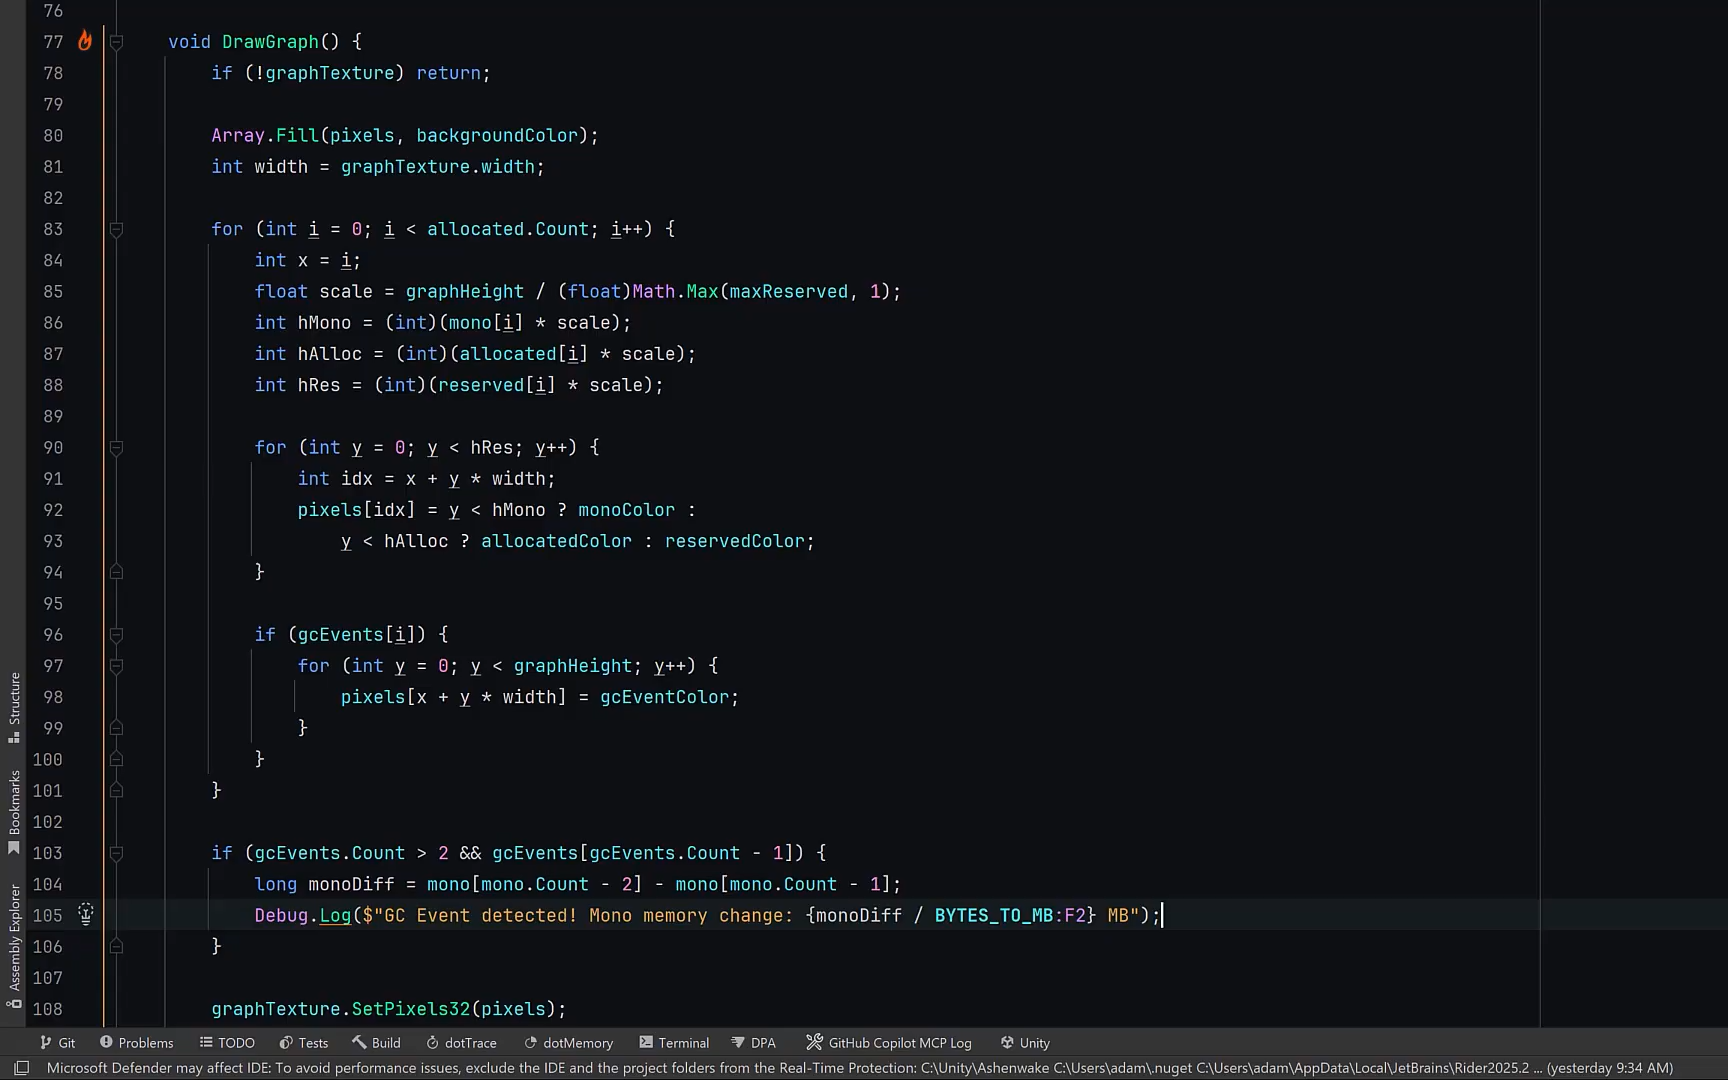 76
77 void DrawGraph() {
78 if (!graphTexture) return;
79
80 Array.Fill(pixels, backgroundColor);
81 int width = graphTexture.width;
82
83 for (int i = 0; i < allocated.Count; i++) {
84 int x = i;
85 float scale = graphHeight / (float)Math.Max(maxReserved, 1);
86 int hMono = (int)(mono[i] * scale);
87 int hAlloc = (int)(allocated[i] * scale);
88 int hRes = (int)(reserved[i] * scale);
89
90 for (int y = 0; y < hRes; y++) {
91 int idx = x + y * width;
92 pixels[idx] = y < hMono ? monoColor :
93 y < hAlloc ? allocatedColor : reservedColor;
94 }
95
96 if (gcEvents[i]) {
97 for (int y = 0; y < graphHeight; y++) {
98 pixels[x + y * width] = gcEventColor;
99 }
100 }
101 }
102
103 if (gcEvents.Count > 2 && gcEvents[gcEvents.Count - 1]) {
104 long monoDiff = mono[mono.Count - 2] - mono[mono.Count - 1];
105 Debug.Log($"GC Event detected! Mono memory change: {monoDiff / BYTES_TO_MB:F2} MB");
106 }
107
108 graphTexture.SetPixels32(pixels);
Structure
Bookmarks
Assembly Explorer
Git Problems TODO Tests Build dotTrace dotMemory Terminal DPA GitHub Copilot MCP Log Unity
Microsoft Defender may affect IDE: To avoid performance issues, exclude the IDE and the project folders from the Real-Time Protection: C:\Unity\Ashenwake C:\Users\adam\.nuget C:\Users\adam\AppData\Local\JetBrains\Rider2025.2 ... (yesterday 9:34 AM)